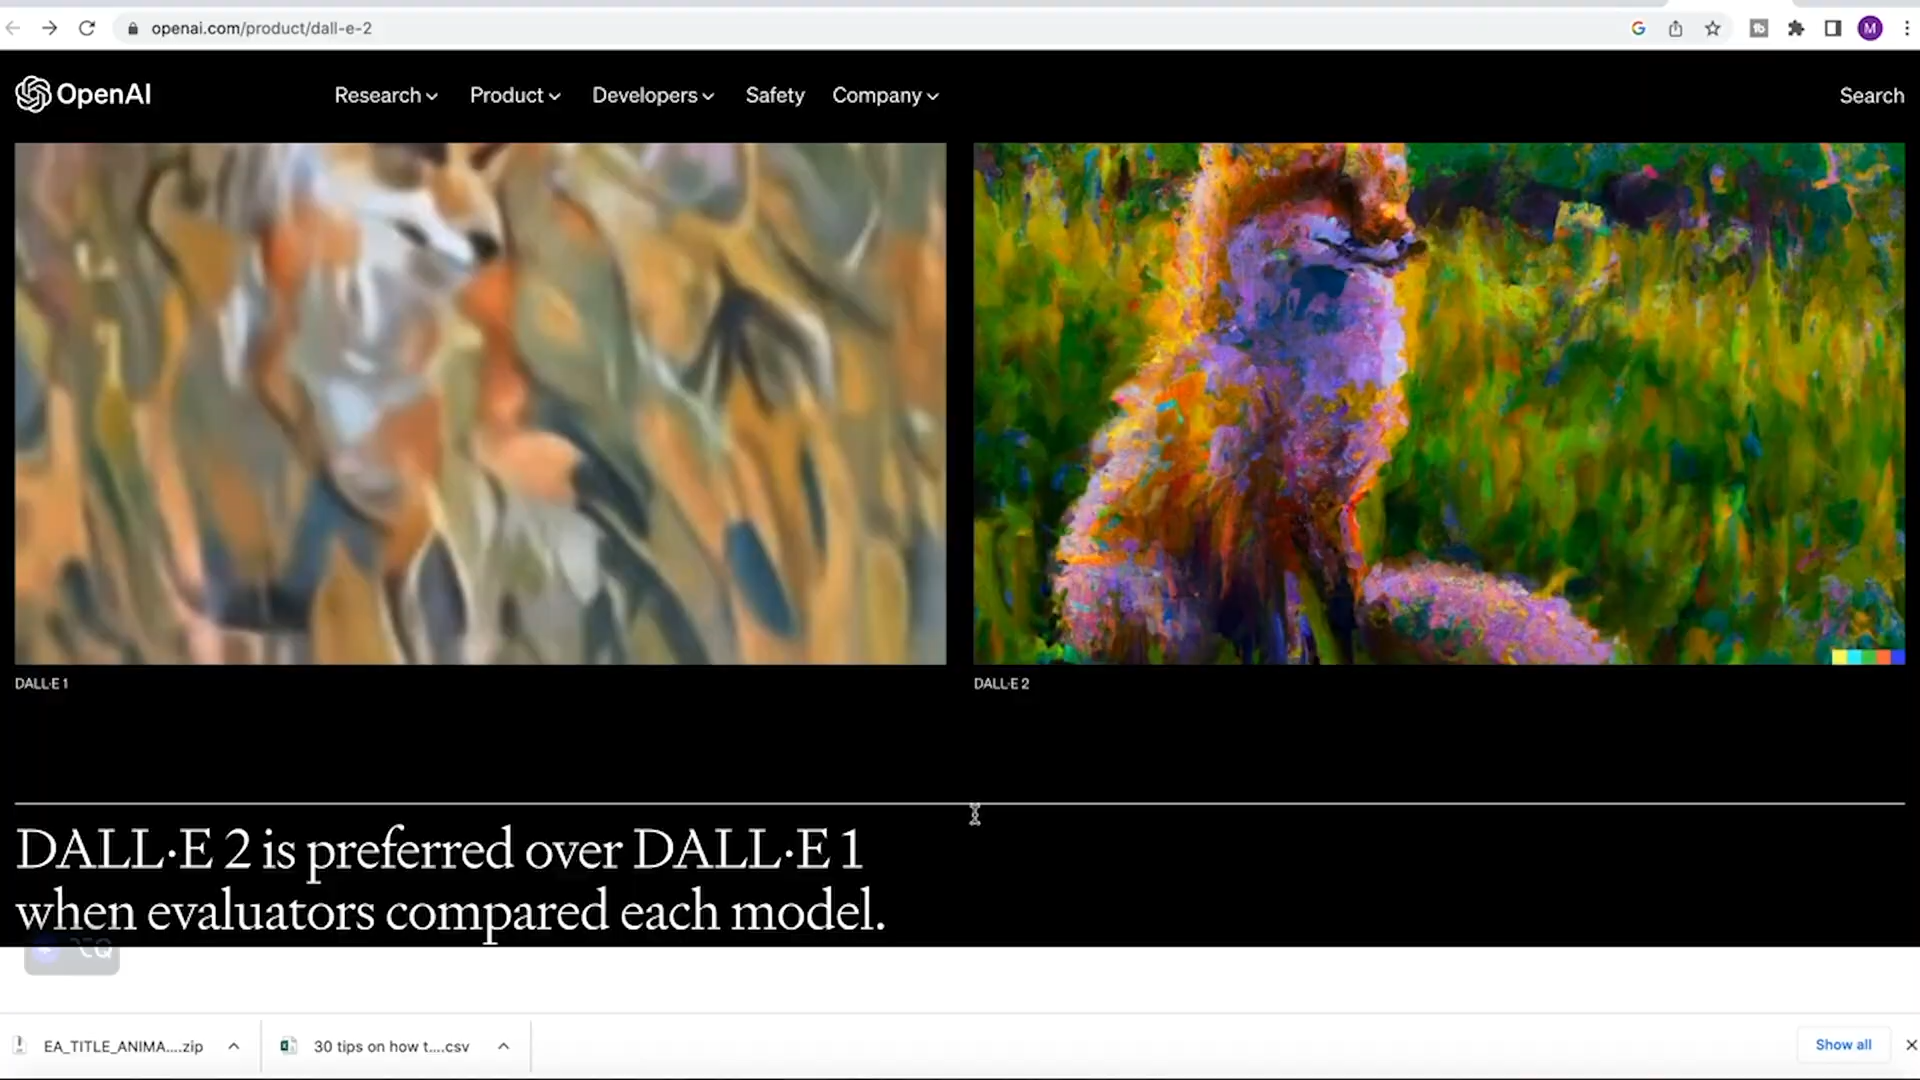 openai.com/product/dall-e-2
M
OpenAI
Research
Product
Developers
Safety
Company
Search
DALL·E 1
DALL·E 2
DALL·E 2 is preferred over DALL·E 1
when evaluators compared each model.
⌥Q
EA_TITLE_ANIMA....zip
30 tips on how t....csv
Show all